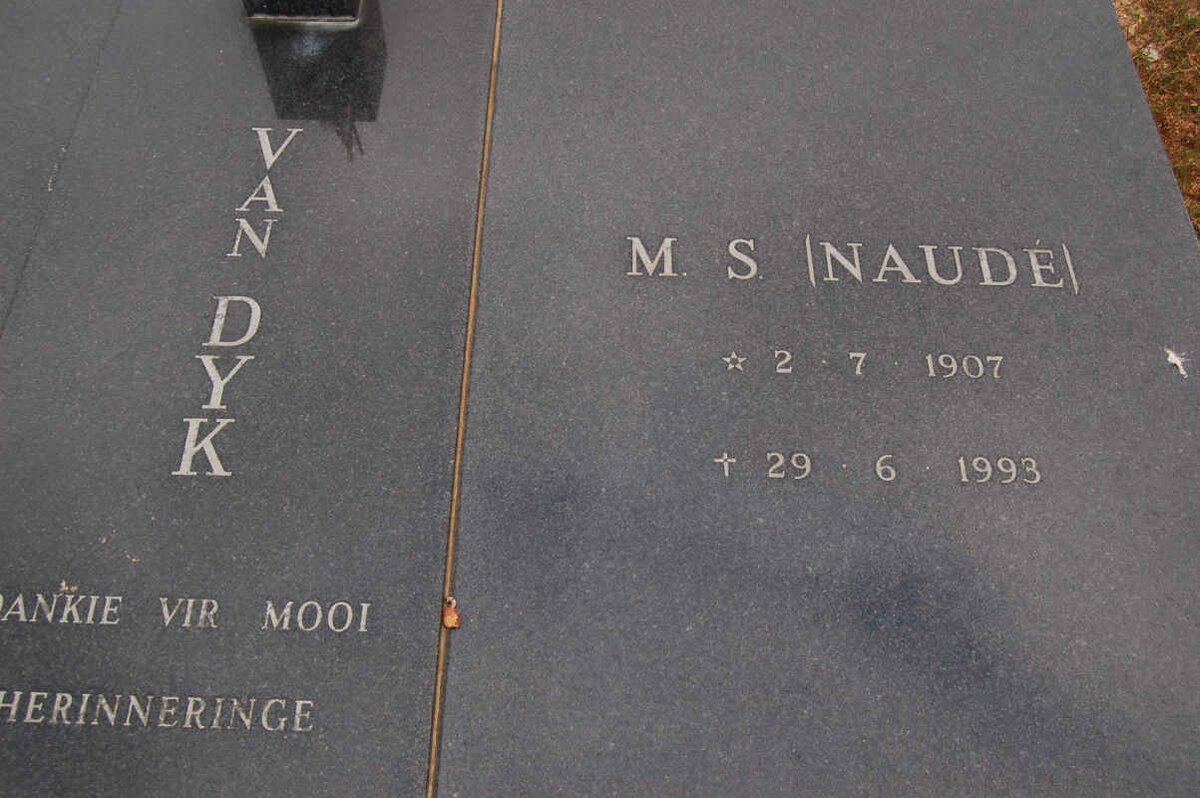 VAN
DYK
DANKIE VIR MOOI
HERINNERINGE
M. S. (NAUDÉ)
☆ 2 · 7 · 1907
✝ 29 · 6 · 1993